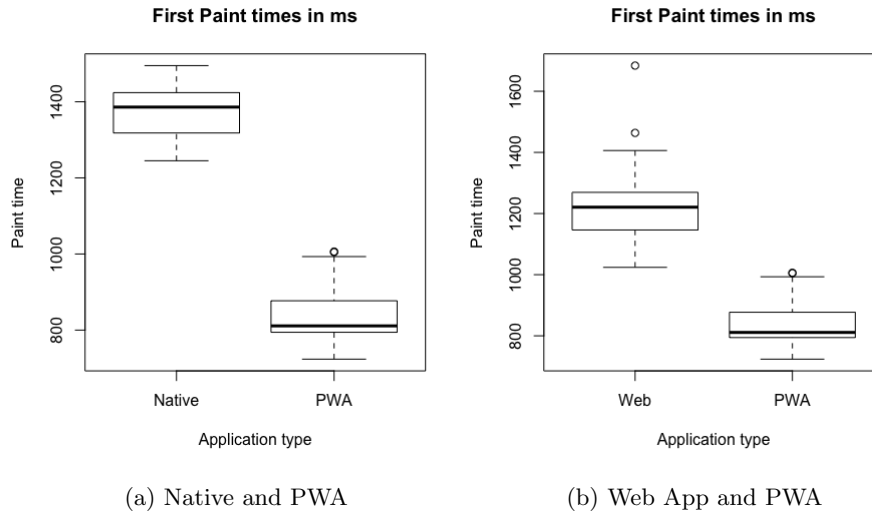 First Paint times in ms
Paint time
1400
1200
1000
800
Native
PWA
Application type
(a) Native and PWA
First Paint times in ms
Paint time
1600
1400
1200
1000
800
Web
PWA
Application type
(b) Web App and PWA